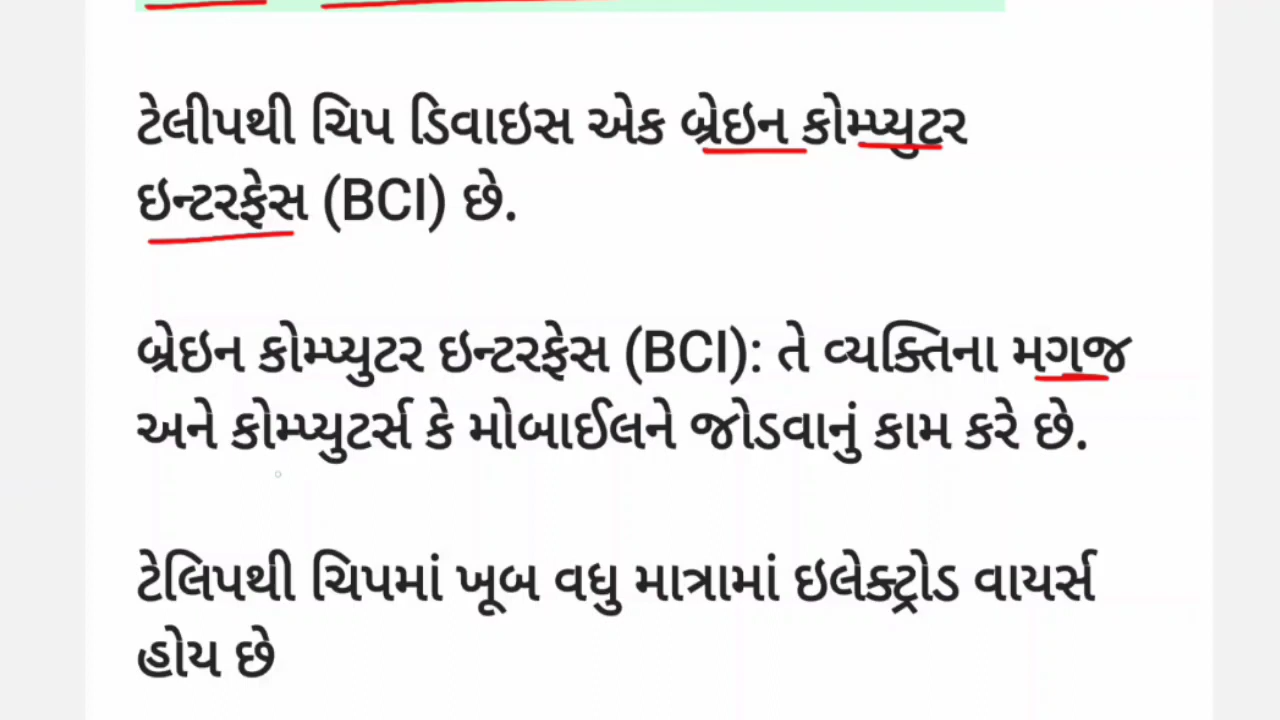 ટેલીપથી ચિપ ડિવાઇસ એક બ્રેઇન કોમ્પ્યુટર
ઇન્ટરફેસ (BCI) છે.
બ્રેઇન કોમ્પ્યુટર ઇન્ટરફેસ (BCI): તે વ્યક્તિના મગજ
અને કોમ્પ્યુટર્સ કે મોબાઈલને જોડવાનું કામ કરે છે.
ટેલિપથી ચિપમાં ખૂબ વધુ માત્રામાં ઇલેક્ટ્રોડ વાયર્સ
હોય છે